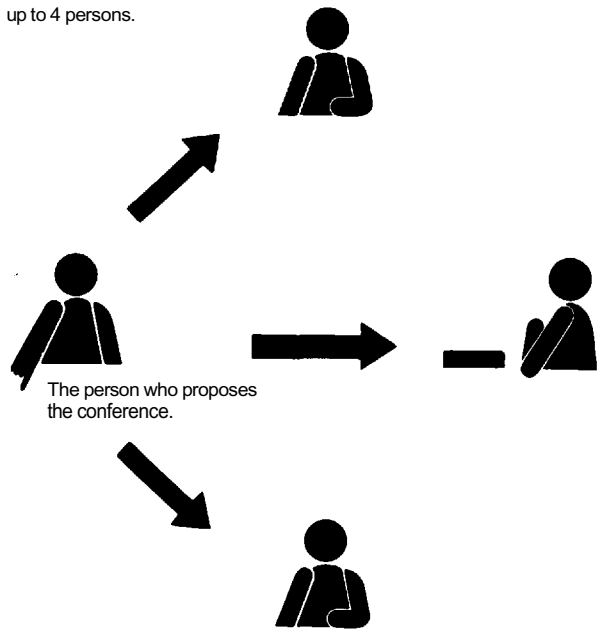 up to 4 persons.
The person who proposes
the conference.